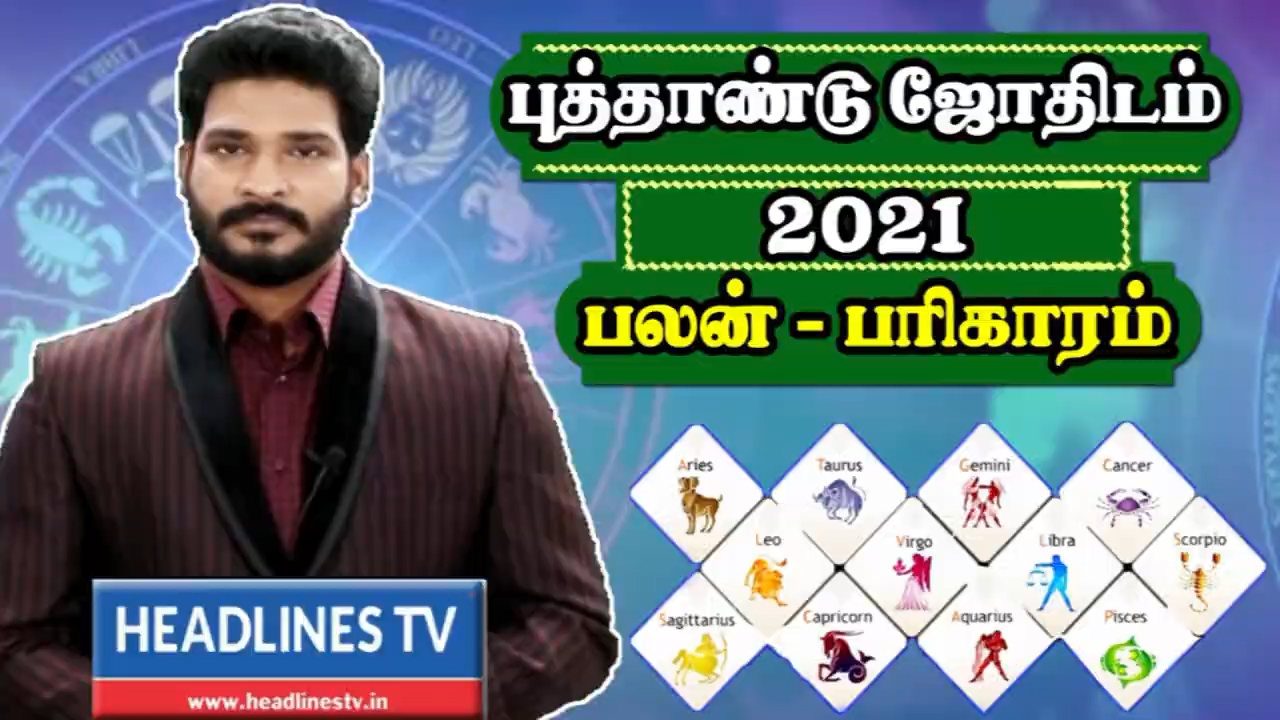 புத்தாண்டு ஜோதிடம்
2021
பலன் - பரிகாரம்
Aries
Taurus
Gemini
Cancer
Leo
Virgo
Libra
Scorpio
Sagittarius
Capricorn
Aquarius
Pisces
HEADLINES TV
www.headlinestv.in